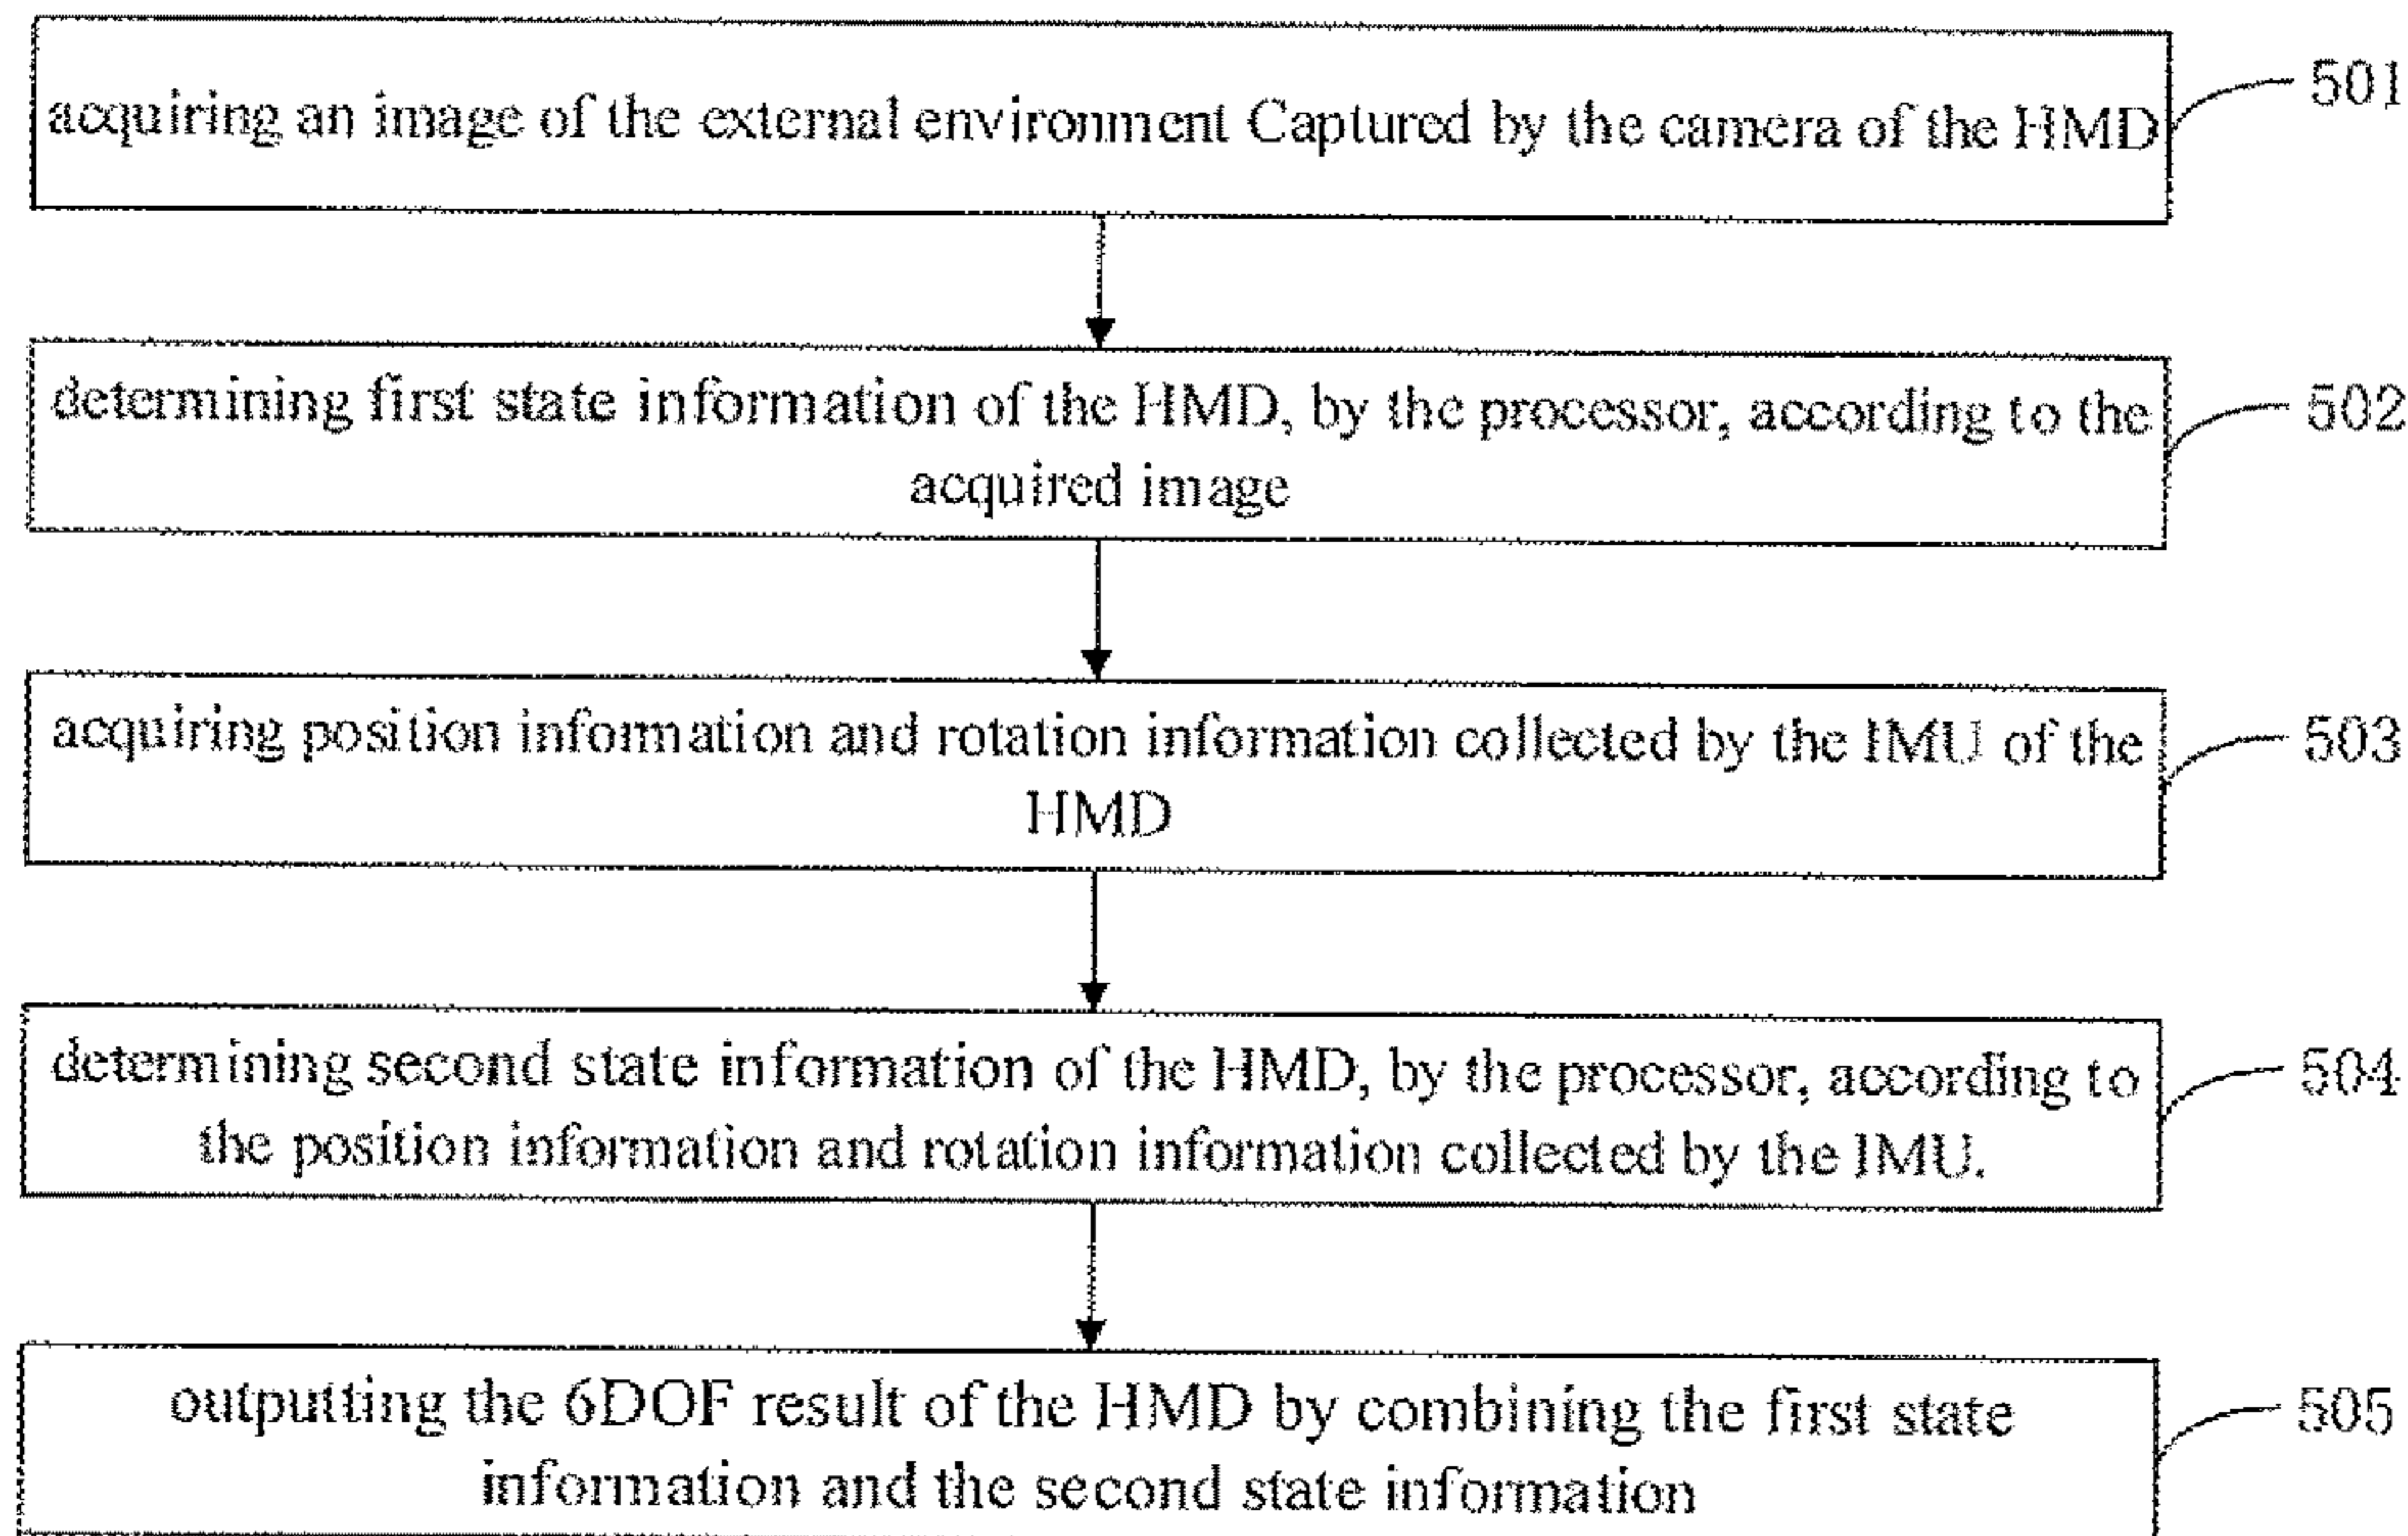 acquiring an image of the external environment Captured by the camera of the HMD
501
determining first state information of the HMD, by the processor, according to the
acquired image
502
acquiring position information and rotation information collected by the IMU of the
HMD
503
determining second state information of the HMD, by the processor, according to
the position information and rotation information collected by the IMU.
504
outputting the 6DOF result of the HMD by combining the first state
information and the second state information
505